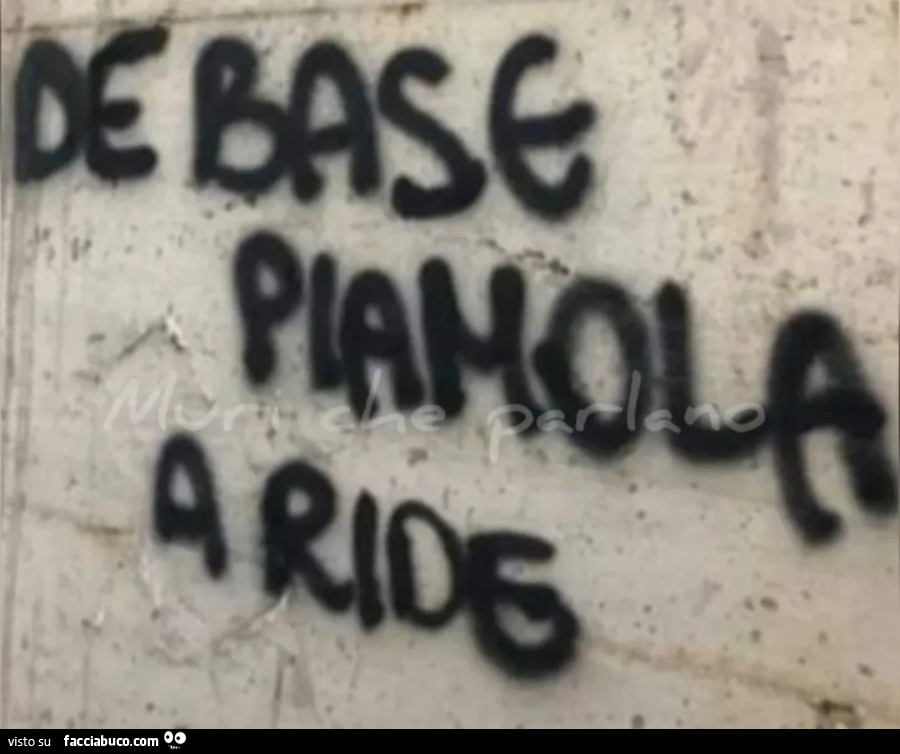 DE BASE
PIAMOLA
A RIDE
Muri che parlano
visto su facciabuco.com